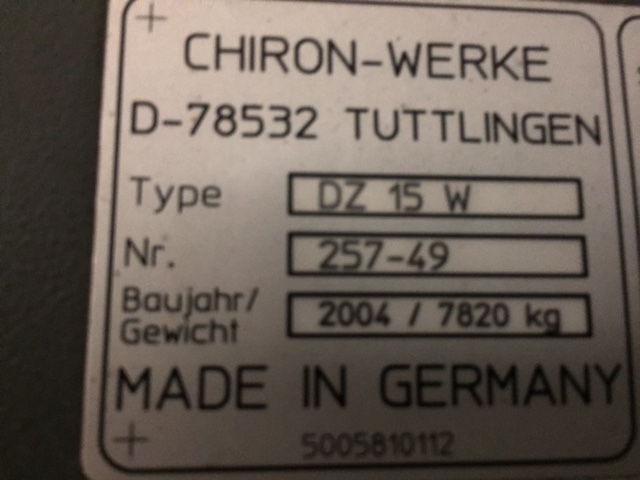 CHIRON-WERKE
D-78532 TUTTLINGEN
Type DZ 15 W
Nr. 257-49
Baujahr/
Gewicht 2004 / 7820 kg
MADE IN GERMANY
5005810112